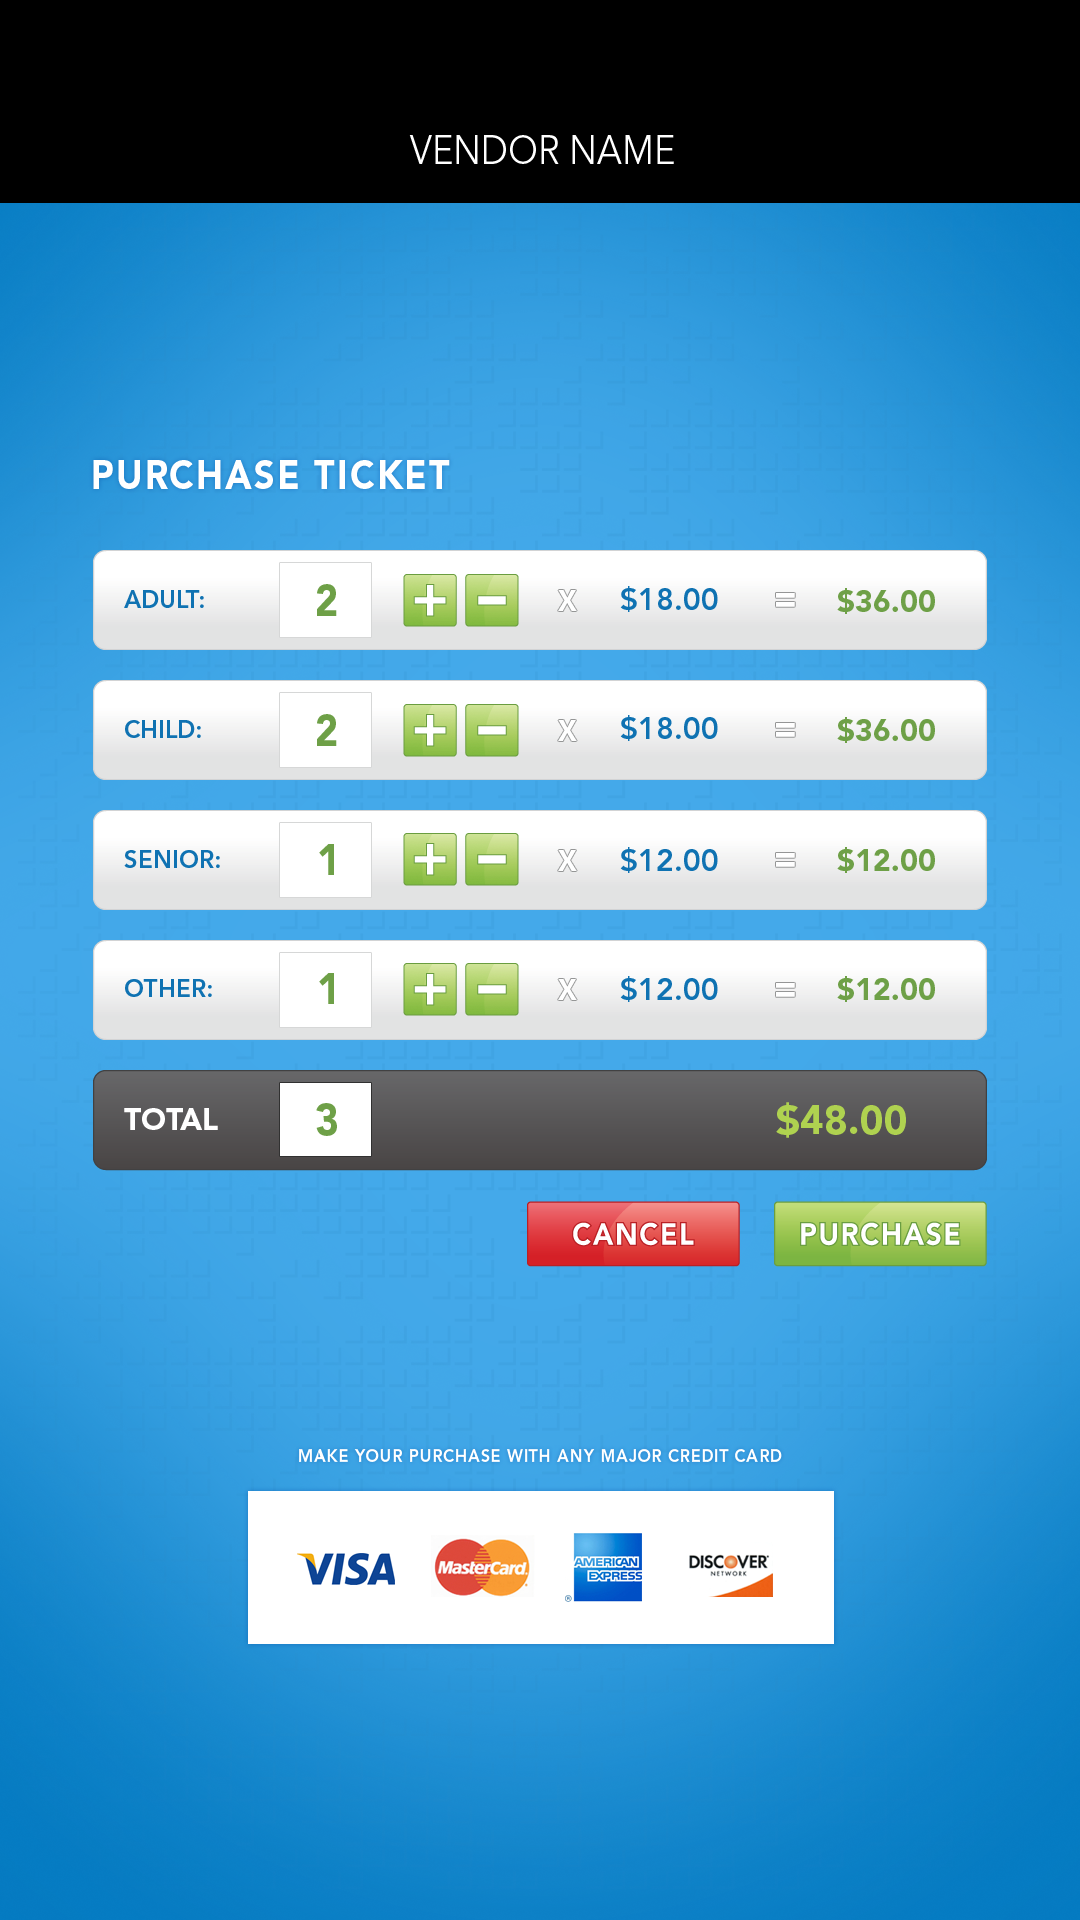 VENDOR NAME
PURCHASE TICKET
ADULT: 2 + − X $18.00 = $36.00
CHILD: 2 + − X $18.00 = $36.00
SENIOR: 1 + − X $12.00 = $12.00
OTHER: 1 + − X $12.00 = $12.00
TOTAL 3 $48.00
CANCEL PURCHASE
MAKE YOUR PURCHASE WITH ANY MAJOR CREDIT CARD
VISA
MasterCard.
AMERICAN
EXPRESS
®
DISCOVER
NETWORK